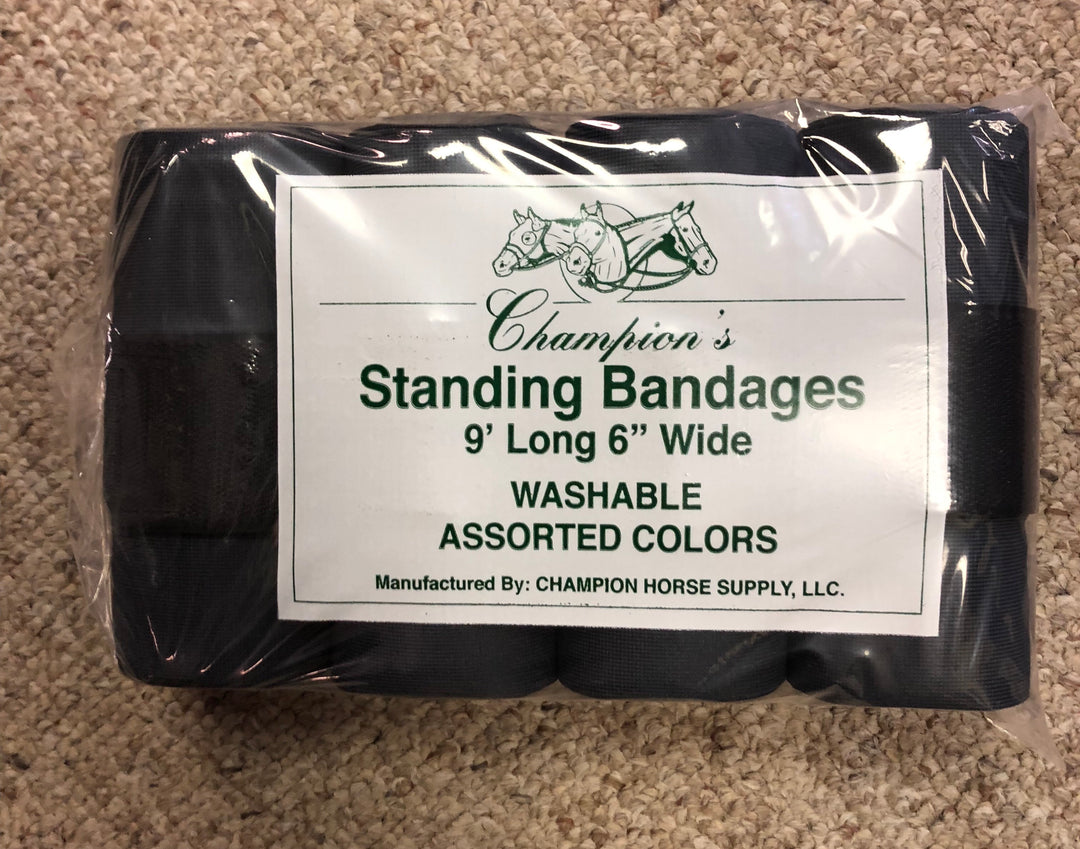 Champion's
Standing Bandages
9' Long 6” Wide
WASHABLE
ASSORTED COLORS
Manufactured By: CHAMPION HORSE SUPPLY, LLC.